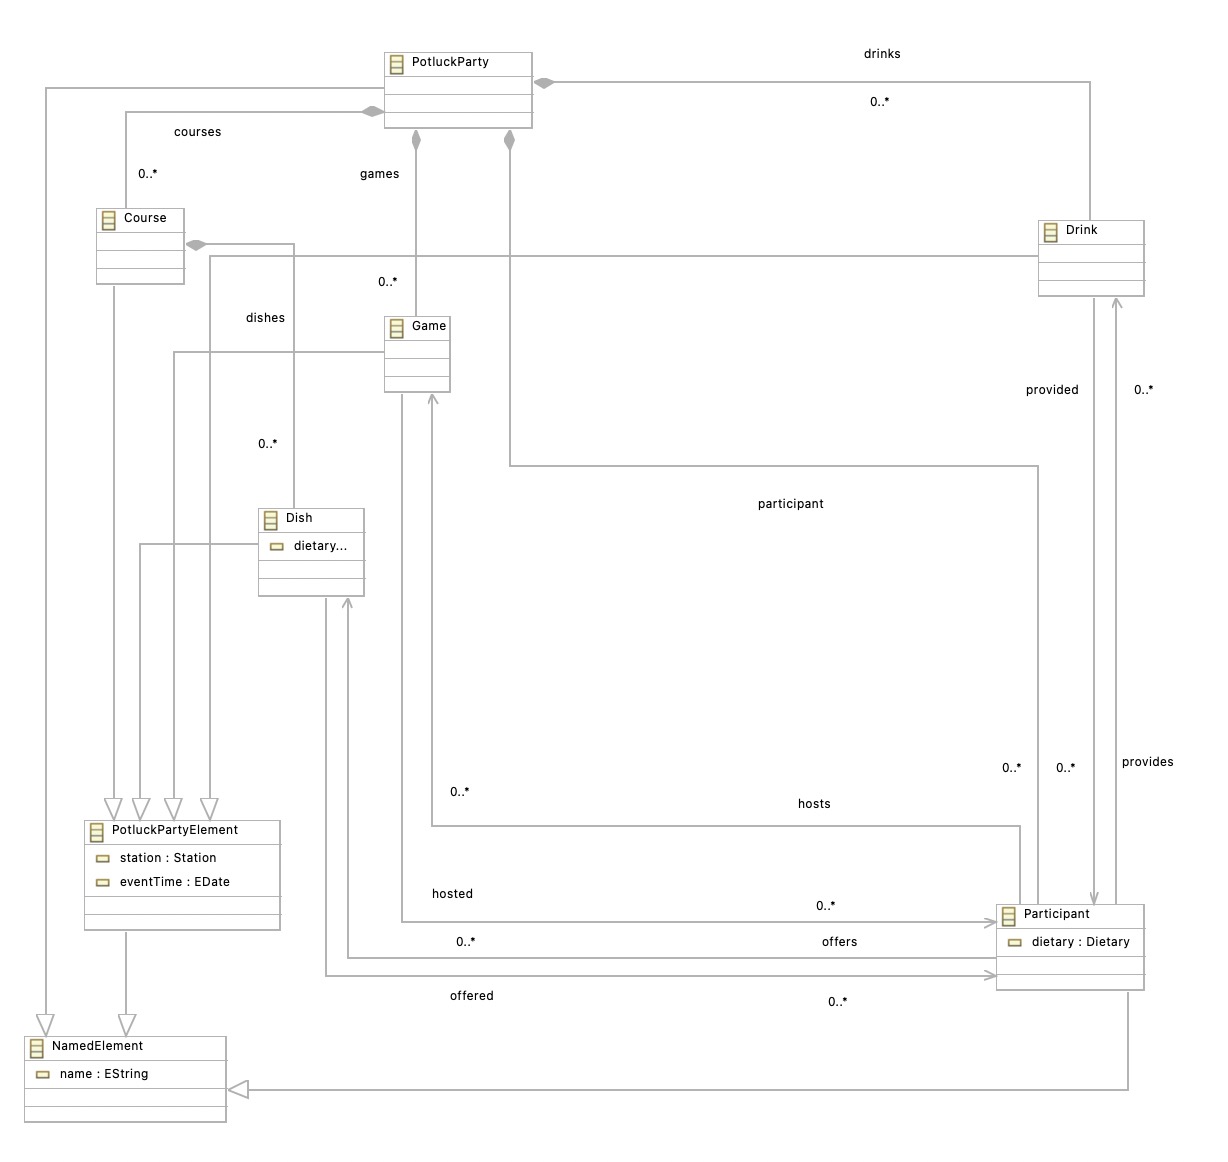 drinks
PotluckParty
0..*
courses
0..*
games
Course
Drink
0..*
dishes
Game
provided
0..*
0..*
participant
Dish
dietary...
provides
0..*
0..*
0..*
hosts
PotluckPartyElement
station : Station
eventTime : EDate
hosted
0..*
Participant
0..*
offers
dietary : Dietary
offered
0..*
NamedElement
name : EString